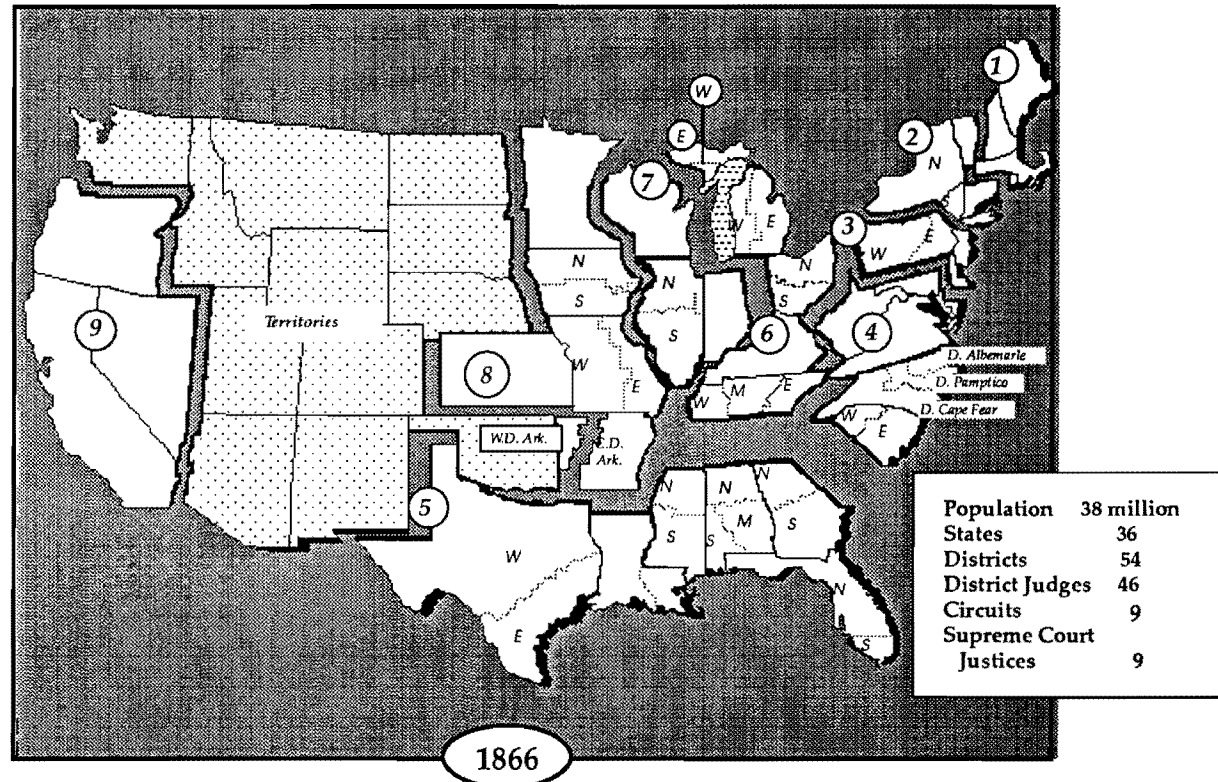 1
W
E
2
N
7
W
E
3
W
E
N
S
N
S
N
S
Territories
9
6
4
8
W
E
W
M
E
D. Albemarle
D. Pamptico
D. Cape Fear
W
E
W.D. Ark.
E.D.
Ark.
5
N
S
N
M
S
N
S
W
E
N
S
Population 38 million
States 36
Districts 54
District Judges 46
Circuits 9
Supreme Court
Justices 9
1866